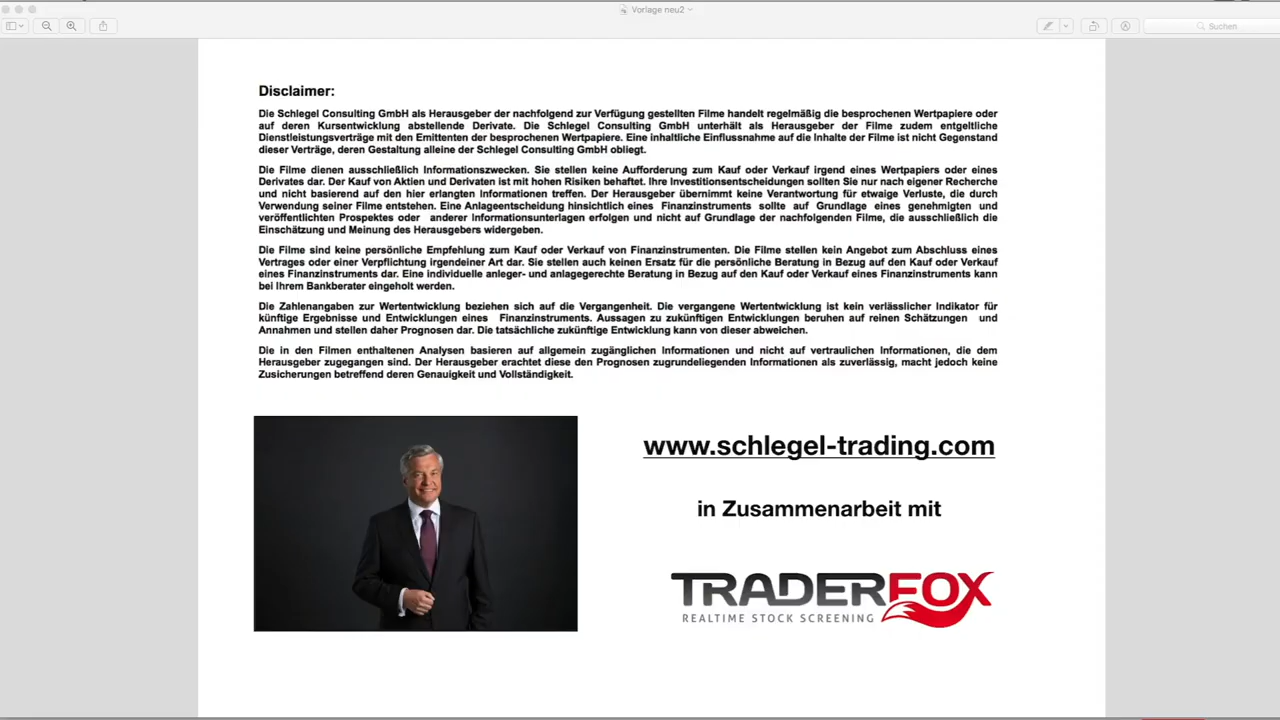 Vorlage neu2
Suchen
Disclaimer:
Die Schlegel Consulting GmbH als Herausgeber der nachfolgend zur Verfügung gestellten Filme handelt regelmäßig die besprochenen Wertpapiere oder
auf deren Kursentwicklung abstellende Derivate. Die Schlegel Consulting GmbH unterhält als Herausgeber der Filme zudem entgeltliche
Dienstleistungsverträge mit den Emittenten der besprochenen Wertpapiere. Eine inhaltliche Einflussnahme auf die Inhalte der Filme ist nicht Gegenstand
dieser Verträge, deren Gestaltung alleine der Schlegel Consulting GmbH obliegt.
Die Filme dienen ausschließlich Informationszwecken. Sie stellen keine Aufforderung zum Kauf oder Verkauf irgend eines Wertpapiers oder eines
Derivates dar. Der Kauf von Aktien und Derivaten ist mit hohen Risiken behaftet. Ihre Investitionsentscheidungen sollten Sie nur nach eigener Recherche
und nicht basierend auf den hier erlangten Informationen treffen. Der Herausgeber übernimmt keine Verantwortung für etwaige Verluste, die durch
Verwendung seiner Filme entstehen. Eine Anlageentscheidung hinsichtlich eines Finanzinstruments sollte auf Grundlage eines genehmigten und
veröffentlichten Prospektes oder anderer Informationsunterlagen erfolgen und nicht auf Grundlage der nachfolgenden Filme, die ausschließlich die
Einschätzung und Meinung des Herausgebers widergeben.
Die Filme sind keine persönliche Empfehlung zum Kauf oder Verkauf von Finanzinstrumenten. Die Filme stellen kein Angebot zum Abschluss eines
Vertrages oder einer Verpflichtung irgendeiner Art dar. Sie stellen auch keinen Ersatz für die persönliche Beratung in Bezug auf den Kauf oder Verkauf
eines Finanzinstruments dar. Eine individuelle anleger- und anlagegerechte Beratung in Bezug auf den Kauf oder Verkauf eines Finanzinstruments kann
bei Ihrem Bankberater eingeholt werden.
Die Zahlenangaben zur Wertentwicklung beziehen sich auf die Vergangenheit. Die vergangene Wertentwicklung ist kein verlässlicher Indikator für
künftige Ergebnisse und Entwicklungen eines Finanzinstruments. Aussagen zu zukünftigen Entwicklungen beruhen auf reinen Schätzungen und
Annahmen und stellen daher Prognosen dar. Die tatsächliche zukünftige Entwicklung kann von dieser abweichen.
Die in den Filmen enthaltenen Analysen basieren auf allgemein zugänglichen Informationen und nicht auf vertraulichen Informationen, die dem
Herausgeber zugegangen sind. Der Herausgeber erachtet diese den Prognosen zugrundeliegenden Informationen als zuverlässig, macht jedoch keine
Zusicherungen betreffend deren Genauigkeit und Vollständigkeit.
www.schlegel-trading.com
in Zusammenarbeit mit
TRADERFOX
REALTIME STOCK SCREENING